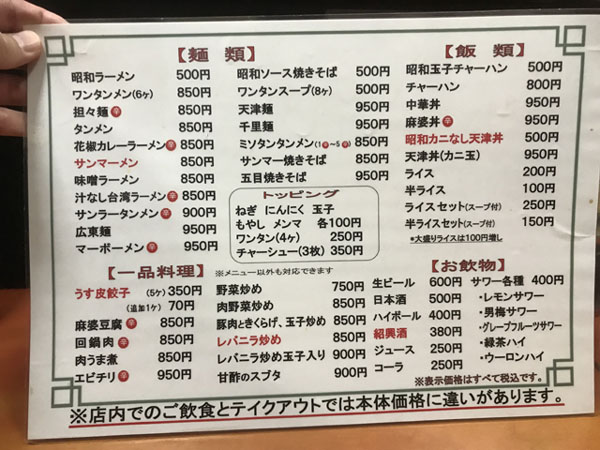 【麺 類】
昭和ラーメン 500円
ワンタンメン(6ヶ) 850円
担々麺 辛 850円
タンメン 850円
花椒カレーラーメン 辛 850円
サンマーメン 850円
味噌ラーメン 850円
汁なし台湾ラーメン 辛 850円
サンラータンメン 辛 900円
広東麺 950円
マーボーメン 辛 950円
昭和ソース焼きそば 500円
ワンタンスープ(8ヶ) 500円
天津麺 950円
千里麺 950円
ミソタンタンメン(1辛~5辛) 850円
サンマー焼きそば 850円
五目焼きそば 950円
トッピング
ねぎ にんにく 玉子
もやし メンマ 各100円
ワンタン(4ヶ) 250円
チャーシュー(3枚) 350円
【飯 類】
昭和玉子チャーハン 500円
チャーハン 800円
中華丼 950円
麻婆丼 辛 950円
昭和カニなし天津丼 500円
天津丼(カニ玉) 950円
ライス 200円
半ライス 100円
ライスセット(スープ付) 250円
半ライスセット(スープ付) 150円
*大盛りライスは100円増し
【一品料理】
※メニュー以外も対応できます
うす皮餃子 (5ヶ) 350円
(追加1ヶ) 70円
麻婆豆腐 辛 850円
回鍋肉 辛 850円
肉うま煮 850円
エビチリ 辛 950円
野菜炒め 750円
肉野菜炒め 850円
豚肉ときくらげ、玉子炒め 850円
レバニラ炒め 850円
レバニラ炒め玉子入り 900円
甘酢のスブタ 900円
【お飲物】
生ビール 600円
日本酒 500円
ハイボール 400円
紹興酒 380円
ジュース 250円
コーラ 250円
サワー各種 400円
・レモンサワー
・男梅サワー
・グレープフルーツサワー
・緑茶ハイ
・ウーロンハイ
※表示価格はすべて税込です。
※店内でのご飲食とテイクアウトでは本体価格に違いがあります。